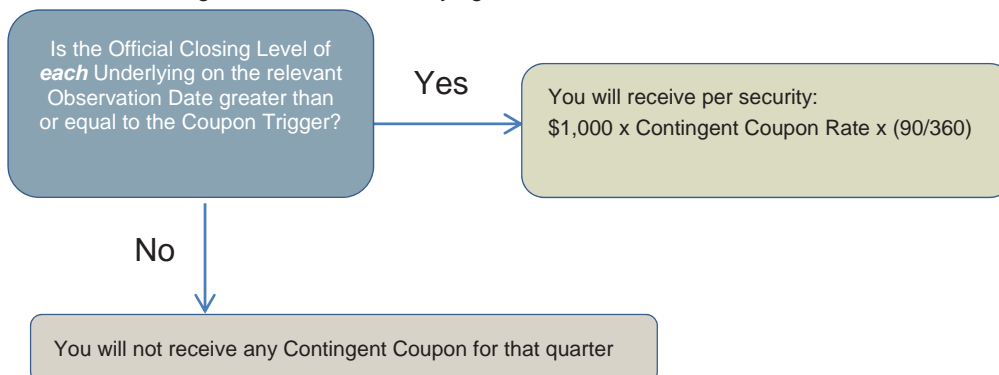 Is the Official Closing Level of
each Underlying on the relevant
Observation Date greater than
or equal to the Coupon Trigger?
Yes
You will receive per security:
$1,000 x Contingent Coupon Rate x (90/360)
No
You will not receive any Contingent Coupon for that quarter